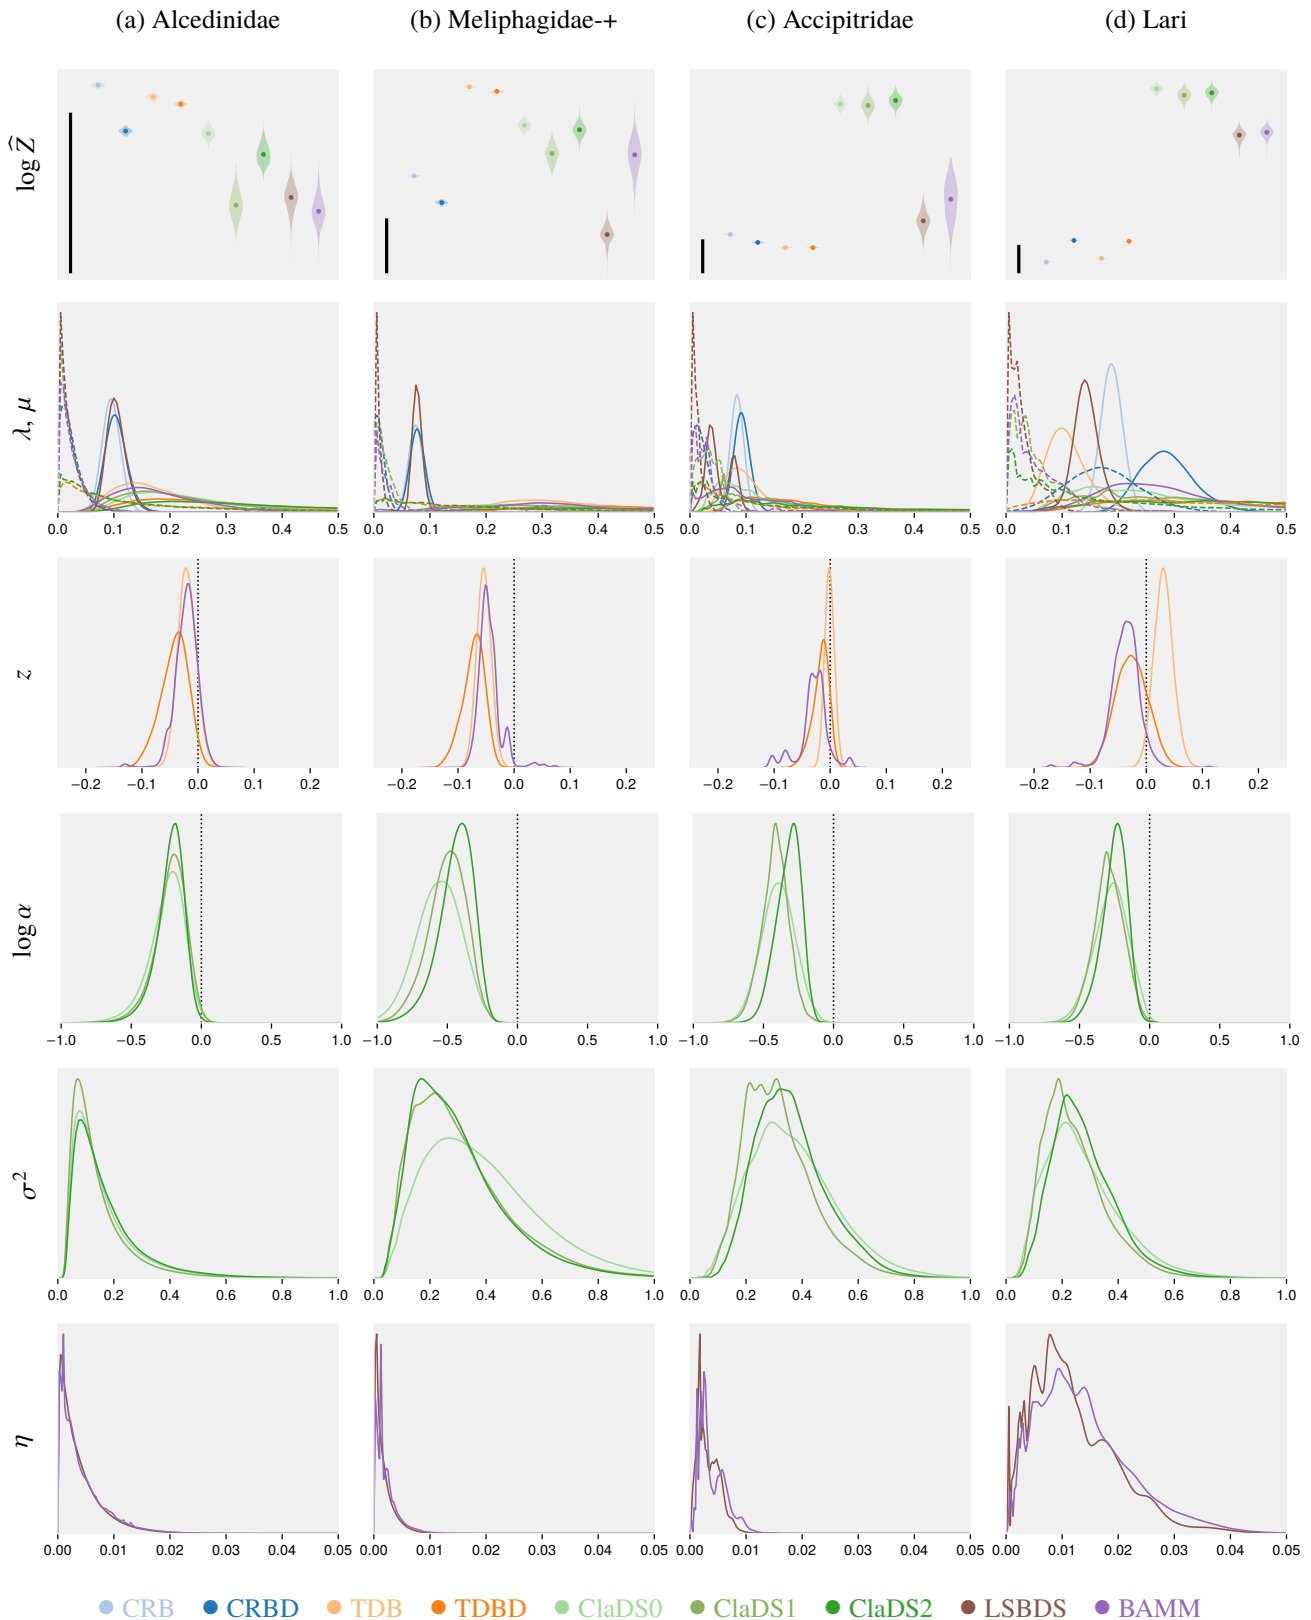 (a) Alcedinidae (b) Meliphagidae-+ (c) Accipitridae (d) Lari
log Ẑ
λ, μ
0.0 0.1 0.2 0.3 0.4 0.5 0.0 0.1 0.2 0.3 0.4 0.5 0.0 0.1 0.2 0.3 0.4 0.5 0.0 0.1 0.2 0.3 0.4 0.5
z
−0.2 −0.1 0.0 0.1 0.2 −0.2 −0.1 0.0 0.1 0.2 −0.2 −0.1 0.0 0.1 0.2 −0.2 −0.1 0.0 0.1 0.2
log α
−1.0 −0.5 0.0 0.5 1.0 −1.0 −0.5 0.0 0.5 1.0 −1.0 −0.5 0.0 0.5 1.0 −1.0 −0.5 0.0 0.5 1.0
σ²
0.0 0.2 0.4 0.6 0.8 1.0 0.0 0.2 0.4 0.6 0.8 1.0 0.0 0.2 0.4 0.6 0.8 1.0 0.0 0.2 0.4 0.6 0.8 1.0
η
0.00 0.01 0.02 0.03 0.04 0.05 0.00 0.01 0.02 0.03 0.04 0.05 0.00 0.01 0.02 0.03 0.04 0.05 0.00 0.01 0.02 0.03 0.04 0.05
CRB CRBD TDB TDBD ClaDS0 ClaDS1 ClaDS2 LSBDS BAMM